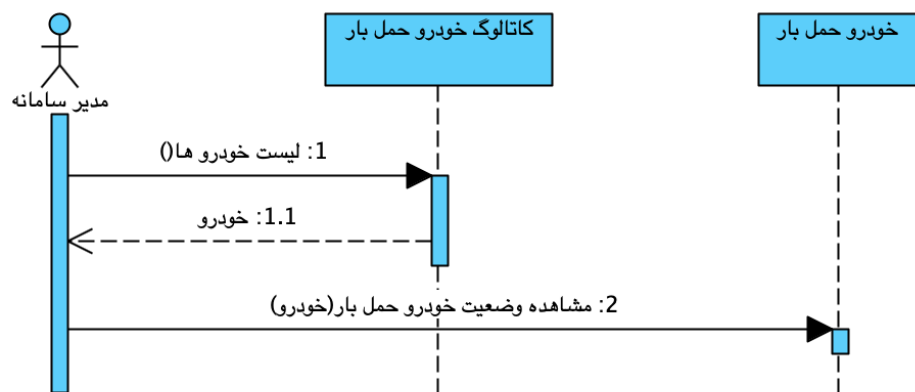 کاتالوگ خودرو حمل بار
خودرو حمل بار
مدیر سامانه
1: لیست خودرو ها()
1.1: خودرو
2: مشاهده وضعیت خودرو حمل بار(خودرو)